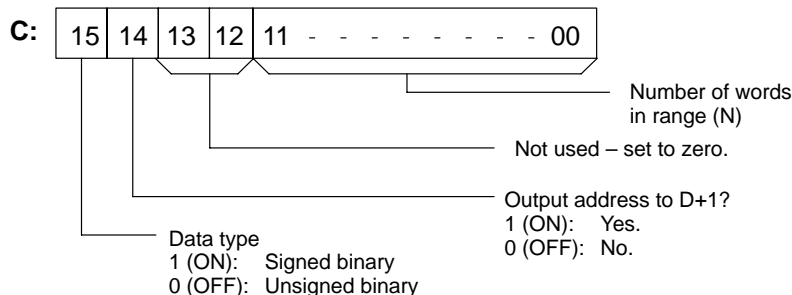 C: 15 14 13 12 11 - - - - - - - - 00
Number of words
in range (N)
Not used – set to zero.
Output address to D+1?
1 (ON): Yes.
0 (OFF): No.
Data type
1 (ON): Signed binary
0 (OFF): Unsigned binary